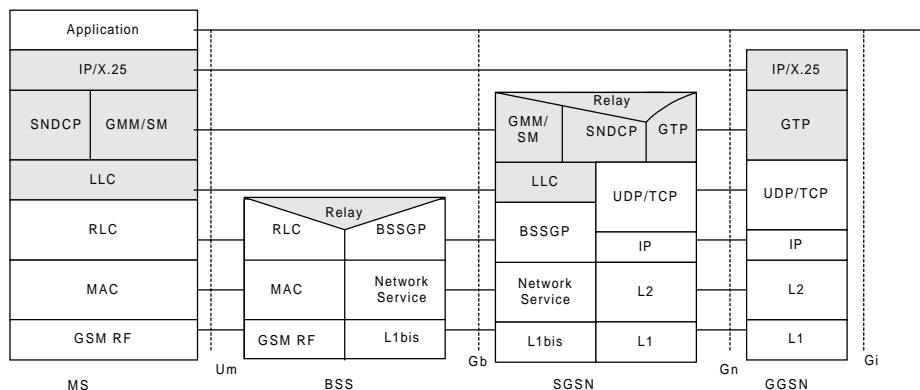 Application
IP/X.25
IP/X.25
Relay
SNDCP
GMM/SM
GMM/
SM
SNDCP
GTP
GTP
LLC
LLC
UDP/TCP
UDP/TCP
Relay
RLC
RLC
BSSGP
BSSGP
IP
IP
MAC
MAC
Network
Service
Network
Service
L2
L2
GSM RF
GSM RF
L1bis
L1bis
L1
L1
Um
Gb
Gn
Gi
MS
BSS
SGSN
GGSN